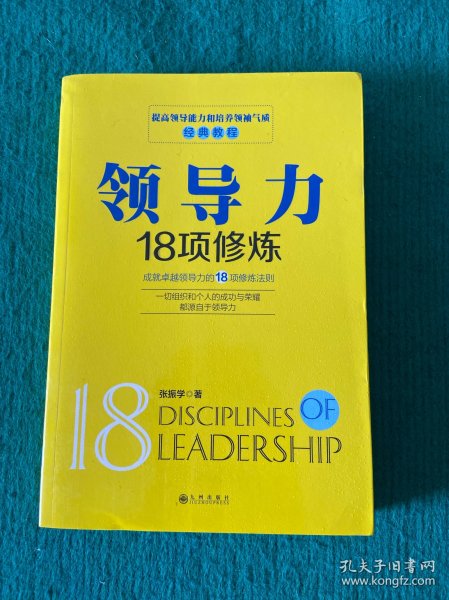 提高领导能力和培养领袖气质
经典教程
领导力
18项修炼
成就卓越领导力的18项修炼法则
一切组织和个人的成功与荣耀
都源自于领导力
张振学◎著
18 DISCIPLINES OF
LEADERSHIP
九州出版社
JIUZHOUPRESS
孔夫子旧书网
www.kongfz.com